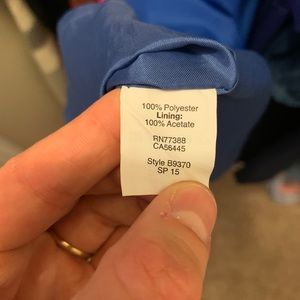 100% Polyester
Lining:
100% Acetate
RN77388
CA56445
Style B9370
SP 15